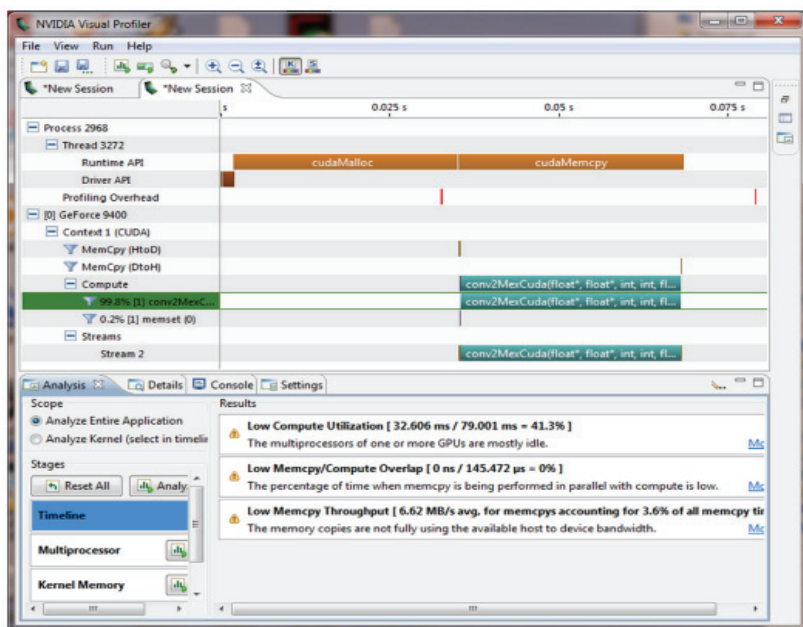 NVIDIA Visual Profiler
File View Run Help
*New Session *New Session
s 0.025 s 0.05 s 0.075 s
Process 2968
Thread 3272
Runtime API cudaMalloc cudaMemcpy
Driver API
Profiling Overhead
[0] GeForce 9400
Context 1 (CUDA)
MemCpy (HtoD)
MemCpy (DtoH)
Compute conv2MexCuda(float*, float*, int, int, fl...
99.8% [1] conv2MexC... conv2MexCuda(float*, float*, int, int, fl...
0.2% [1] memset (0)
Streams
Stream 2 conv2MexCuda(float*, float*, int, int, fl...
Analysis Details Console Settings
Scope
Analyze Entire Application
Analyze Kernel (select in timelin
Stages
Reset All Analy
Timeline
Multiprocessor
Kernel Memory
Results
Low Compute Utilization [ 32.606 ms / 79.001 ms = 41.3% ]
The multiprocessors of one or more GPUs are mostly idle. Mo
Low Memcpy/Compute Overlap [ 0 ns / 145.472 µs = 0% ]
The percentage of time when memcpy is being performed in parallel with compute is low. Mo
Low Memcpy Throughput [ 6.62 MB/s avg, for memcpys accounting for 3.6% of all memcpy tim
The memory copies are not fully using the available host to device bandwidth. Mo